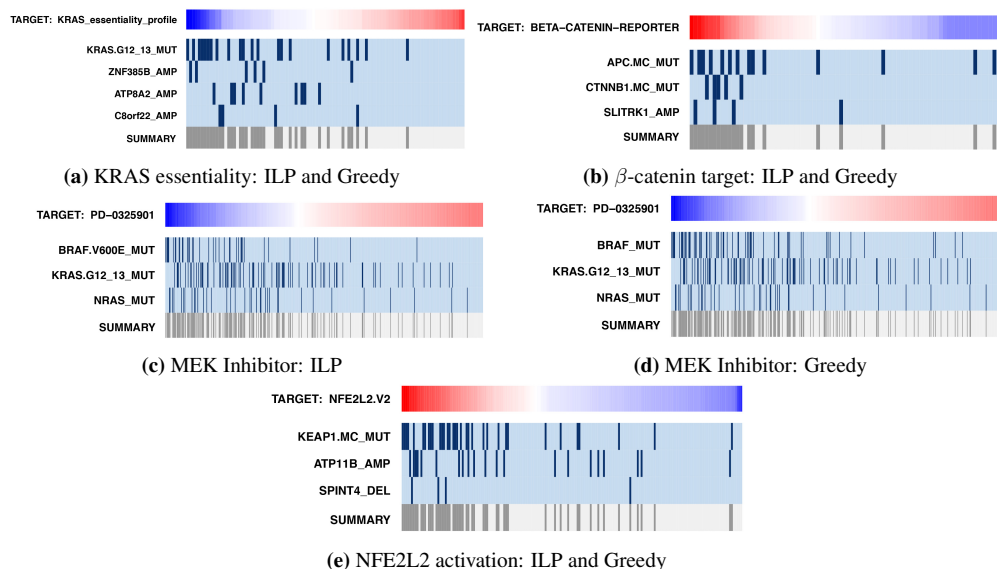 TARGET: KRAS_essentiality_profile
KRAS.G12_13_MUT
ZNF385B_AMP
ATP8A2_AMP
C8orf22_AMP
SUMMARY
(a) KRAS essentiality: ILP and Greedy
TARGET: BETA−CATENIN−REPORTER
APC.MC_MUT
CTNNB1.MC_MUT
SLITRK1_AMP
SUMMARY
(b) β-catenin target: ILP and Greedy
TARGET: PD−0325901
BRAF.V600E_MUT
KRAS.G12_13_MUT
NRAS_MUT
SUMMARY
(c) MEK Inhibitor: ILP
TARGET: PD−0325901
BRAF_MUT
KRAS.G12_13_MUT
NRAS_MUT
SUMMARY
(d) MEK Inhibitor: Greedy
TARGET: NFE2L2.V2
KEAP1.MC_MUT
ATP11B_AMP
SPINT4_DEL
SUMMARY
(e) NFE2L2 activation: ILP and Greedy